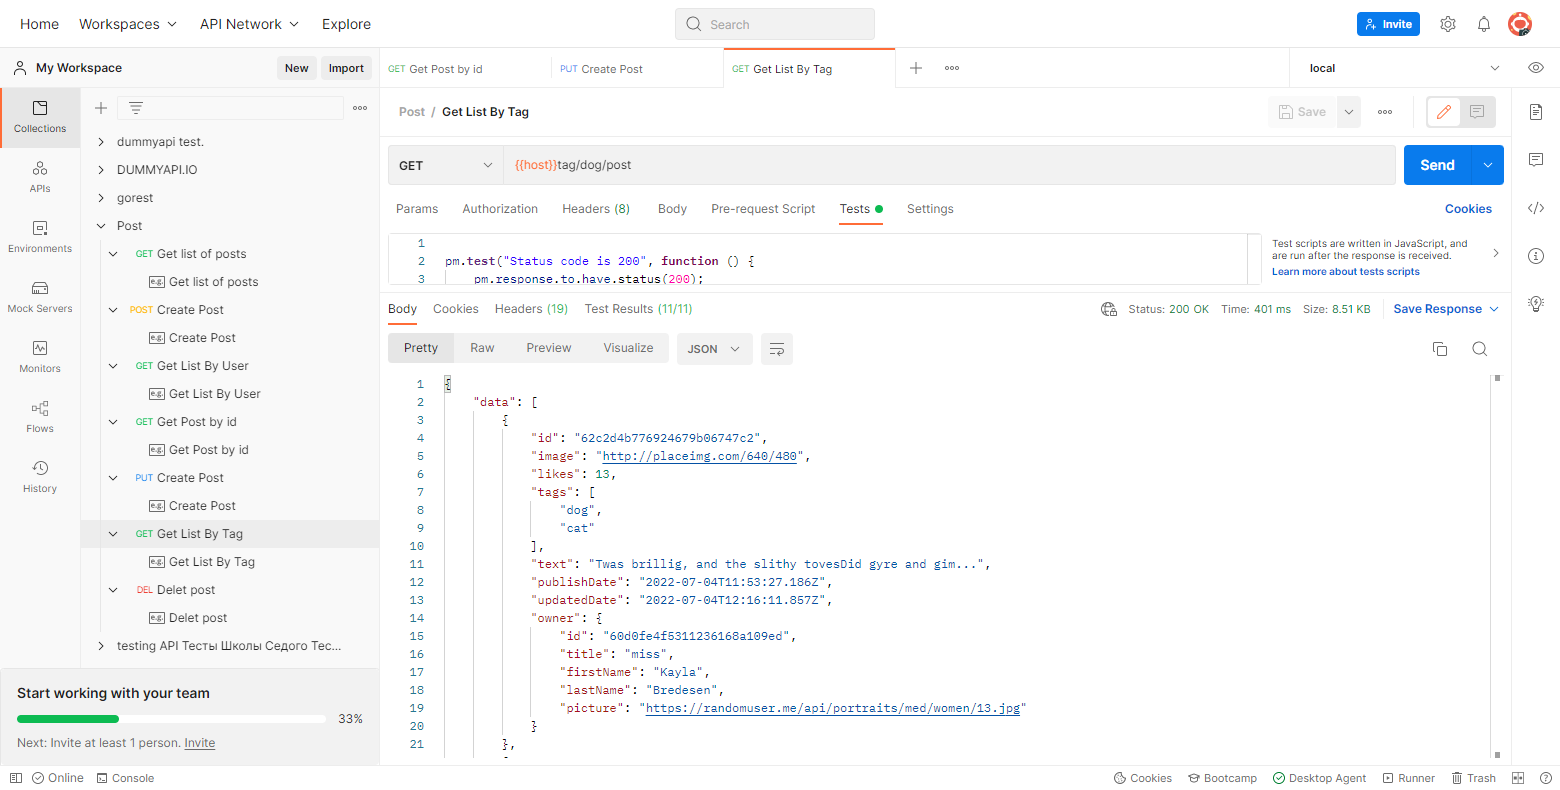 Home Workspaces API Network Explore Search Invite
My Workspace New Import
GET Get Post by id PUT Create Post GET Get List By Tag local
Collections
APIs
Environments
Mock Servers
Monitors
Flows
History
dummyapi test.
DUMMYAPI.IO
gorest
Post
GET Get list of posts
e.g. Get list of posts
POST Create Post
e.g. Create Post
GET Get List By User
e.g. Get List By User
GET Get Post by id
e.g. Get Post by id
PUT Create Post
e.g. Create Post
GET Get List By Tag
e.g. Get List By Tag
DEL Delet post
e.g. Delet post
testing API Тесты Школы Седого Тес...
Start working with your team
33%
Next: Invite at least 1 person. Invite
Post / Get List By Tag Save
GET {{host}}tag/dog/post Send
Params Authorization Headers (8) Body Pre-request Script Tests Settings Cookies
1
2 pm.test("Status code is 200", function () {
3 pm.response.to.have.status(200);
Test scripts are written in JavaScript, and
are run after the response is received.
Learn more about tests scripts
Body Cookies Headers (19) Test Results (11/11) Status: 200 OK Time: 401 ms Size: 8.51 KB Save Response
Pretty Raw Preview Visualize JSON
1 {
2 "data": [
3 {
4 "id": "62c2d4b776924679b06747c2",
5 "image": "http://placeimg.com/640/480",
6 "likes": 13,
7 "tags": [
8 "dog",
9 "cat"
10 ],
11 "text": "Twas brillig, and the slithy tovesDid gyre and gim...",
12 "publishDate": "2022-07-04T11:53:27.186Z",
13 "updatedDate": "2022-07-04T12:16:11.857Z",
14 "owner": {
15 "id": "60d0fe4f5311236168a109ed",
16 "title": "miss",
17 "firstName": "Kayla",
18 "lastName": "Bredesen",
19 "picture": "https://randomuser.me/api/portraits/med/women/13.jpg"
20 }
21 },
Online Console Cookies Bootcamp Desktop Agent Runner Trash